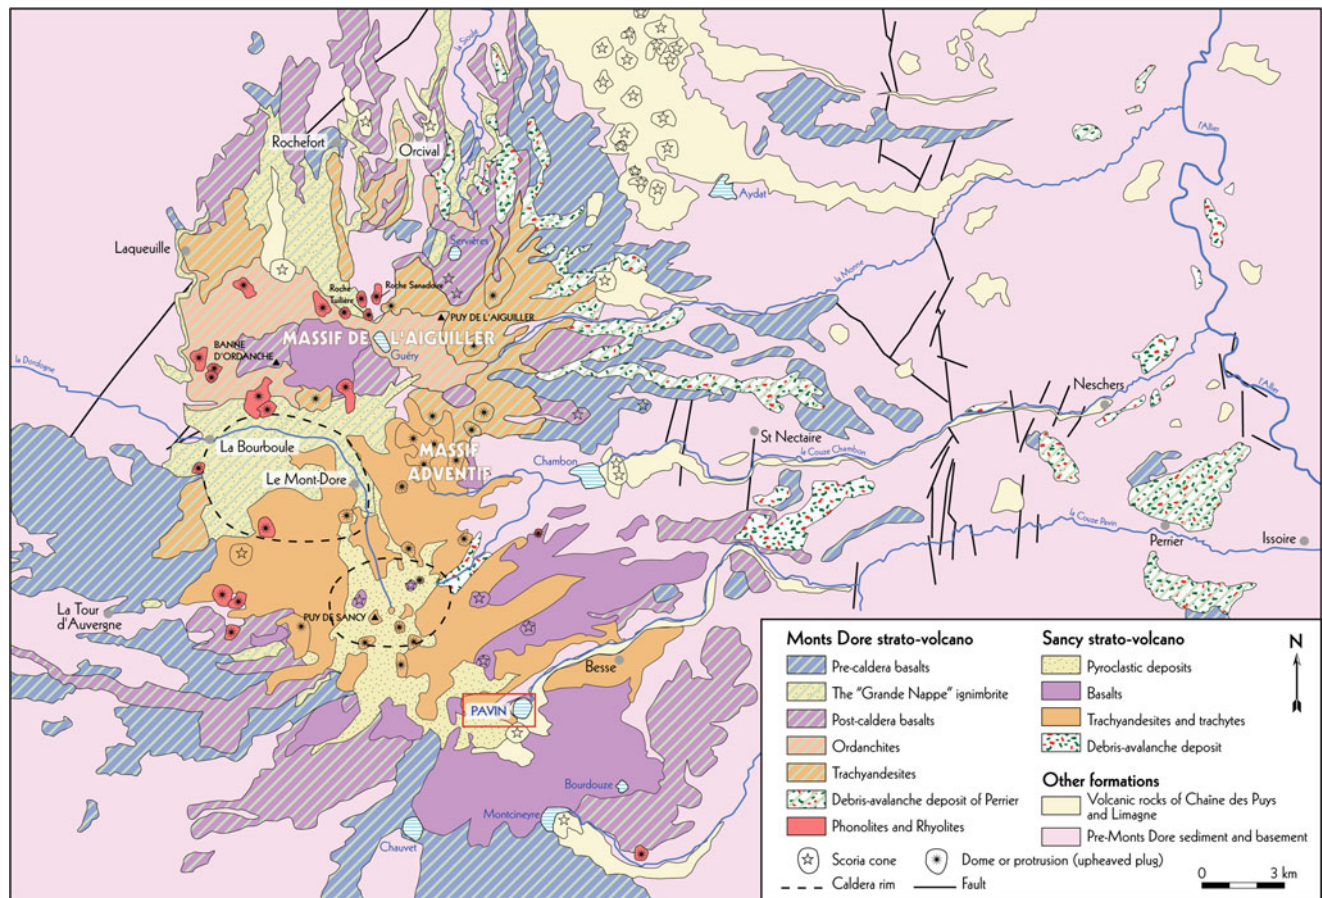 la Sioule
Rochefort
Orcival
l'Allier
Aydat
Laqueuille
Servières
la Monne
Roche Tuilière
Roche Sanadoire
PUY DE L'AIGUILLER
MASSIF DE L'AIGUILLER
BANNE D'ORDANCHE
Guéry
la Dordogne
Neschers
l'Allier
La Bourboule
MASSIF ADVENTIF
St Nectaire
la Couze Chambon
Chambon
Le Mont-Dore
la Couze Pavin
Perrier
Issoire
La Tour d'Auvergne
PUY DE SANCY
Besse
PAVIN
Bourdouze
Montcineyre
Chauvet
Monts Dore strato-volcano
Pre-caldera basalts
The "Grande Nappe" ignimbrite
Post-caldera basalts
Ordanchites
Trachyandesites
Debris-avalanche deposit of Perrier
Phonolites and Rhyolites
Sancy strato-volcano
Pyroclastic deposits
Basalts
Trachyandesites and trachytes
Debris-avalanche deposit
Other formations
Volcanic rocks of Chaîne des Puys
and Limagne
Pre-Monts Dore sediment and basement
N
Scoria cone
Dome or protrusion (upheaved plug)
Caldera rim
Fault
0 3 km